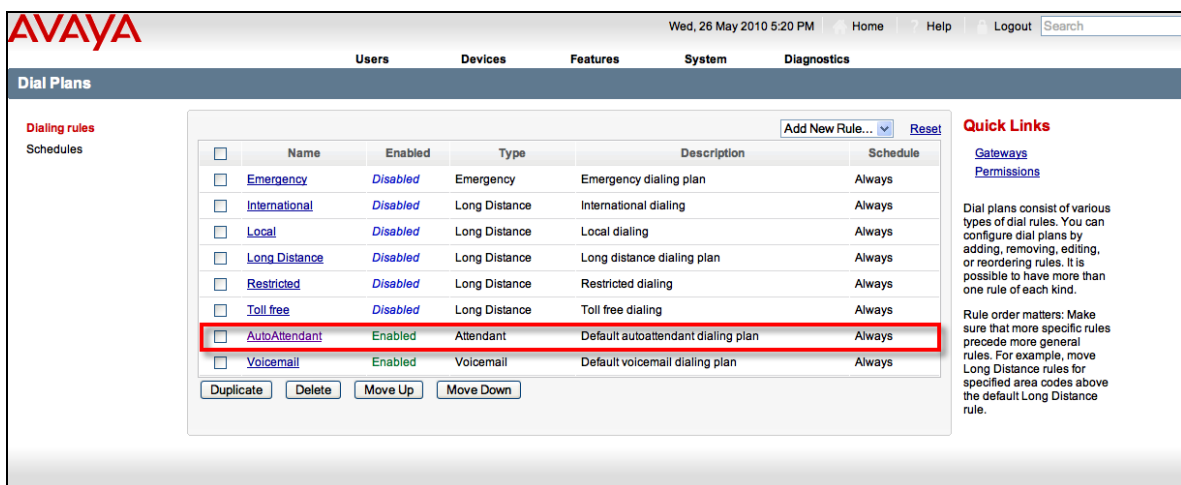 AVAYA
Wed, 26 May 2010 5:20 PM Home ? Help Logout Search
Users Devices Features System Diagnostics
Dial Plans
Dialing rules
Schedules
Add New Rule... Reset
Name Enabled Type Description Schedule
Emergency Disabled Emergency Emergency dialing plan Always
International Disabled Long Distance International dialing Always
Local Disabled Long Distance Local dialing Always
Long Distance Disabled Long Distance Long distance dialing plan Always
Restricted Disabled Long Distance Restricted dialing Always
Toll free Disabled Long Distance Toll free dialing Always
AutoAttendant Enabled Attendant Default autoattendant dialing plan Always
Voicemail Enabled Voicemail Default voicemail dialing plan Always
Duplicate Delete Move Up Move Down
Quick Links
Gateways
Permissions
Dial plans consist of various
types of dial rules. You can
configure dial plans by
adding, removing, editing,
or reordering rules. It is
possible to have more than
one rule of each kind.
Rule order matters: Make
sure that more specific rules
precede more general
rules. For example, move
Long Distance rules for
specified area codes above
the default Long Distance
rule.